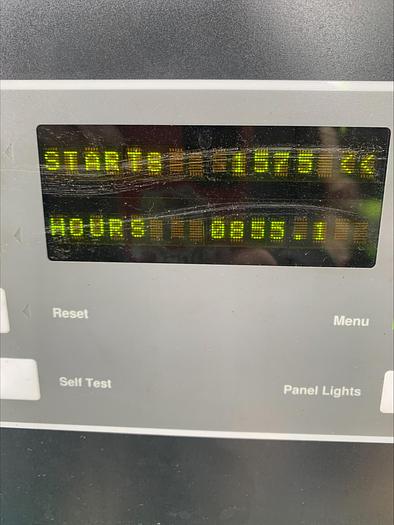 STARTS 1575 <<
HOURS 0855.1
Reset
Menu
Self Test
Panel Lights